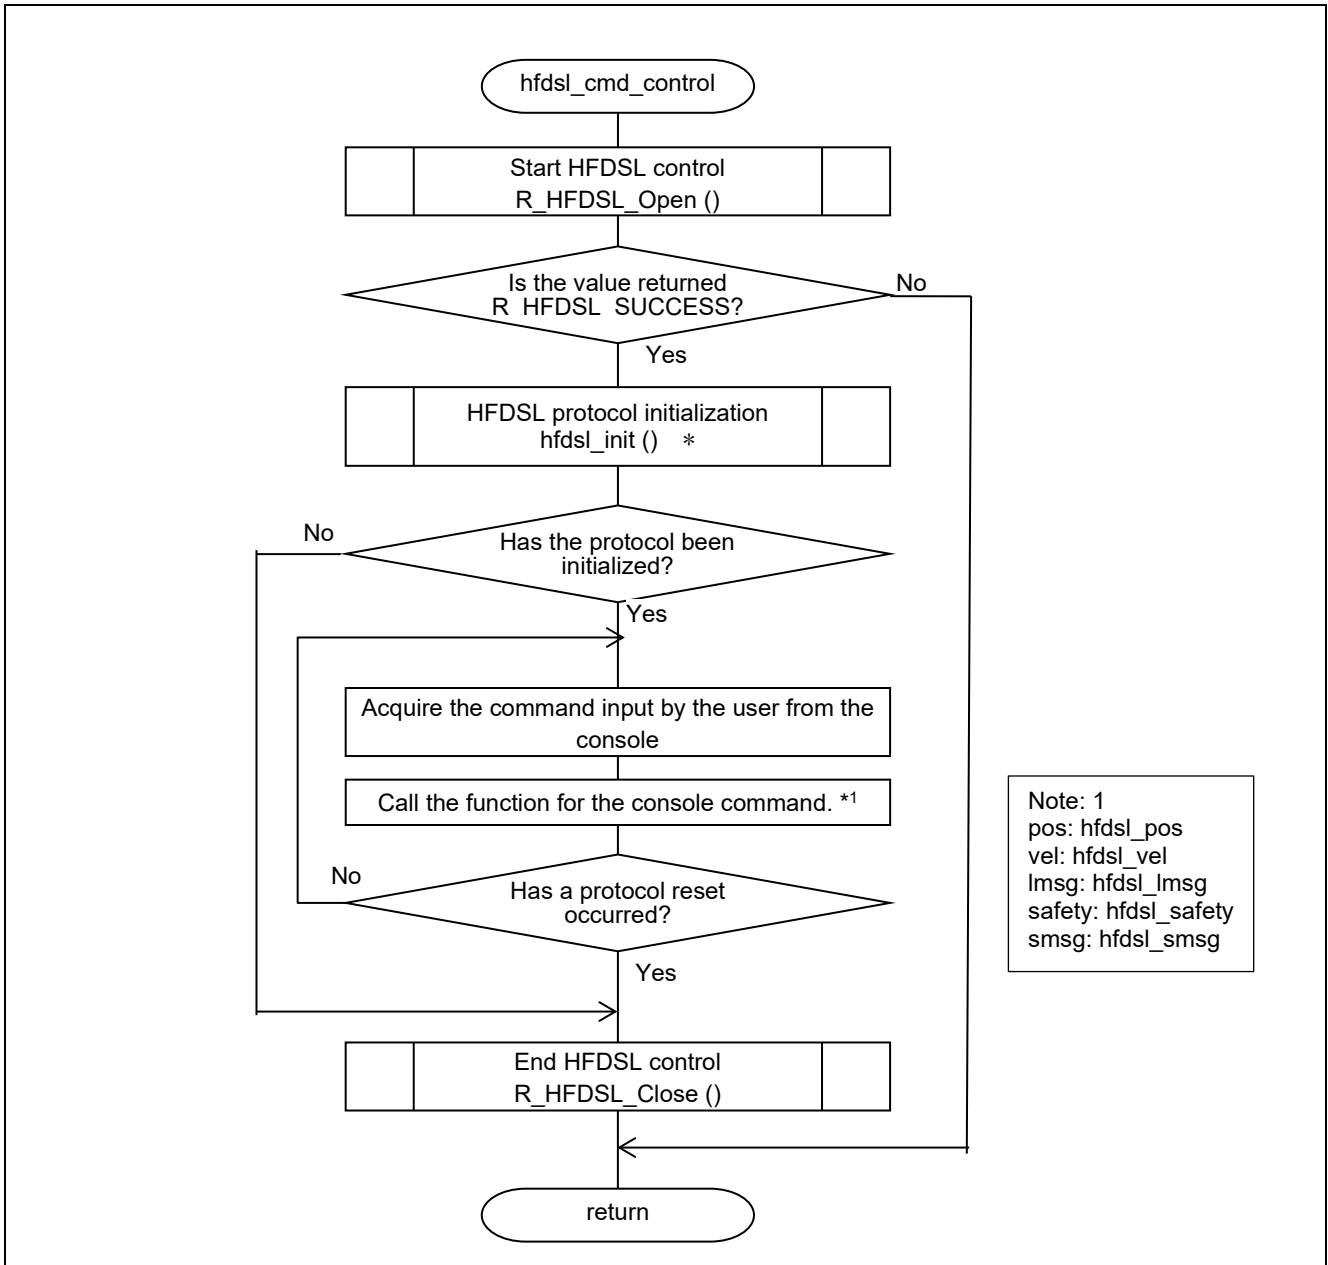 hfdsl_cmd_control
Start HFDSL control
R_HFDSL_Open ()
Is the value returned
R HFDSL SUCCESS?
No
Yes
HFDSL protocol initialization
hfdsl_init () *
No
Has the protocol been
initialized?
Yes
Acquire the command input by the user from the
console
Call the function for the console command. *1
No
Has a protocol reset
occurred?
Yes
Note: 1
pos: hfdsl_pos
vel: hfdsl_vel
lmsg: hfdsl_lmsg
safety: hfdsl_safety
smsg: hfdsl_smsg
End HFDSL control
R_HFDSL_Close ()
return